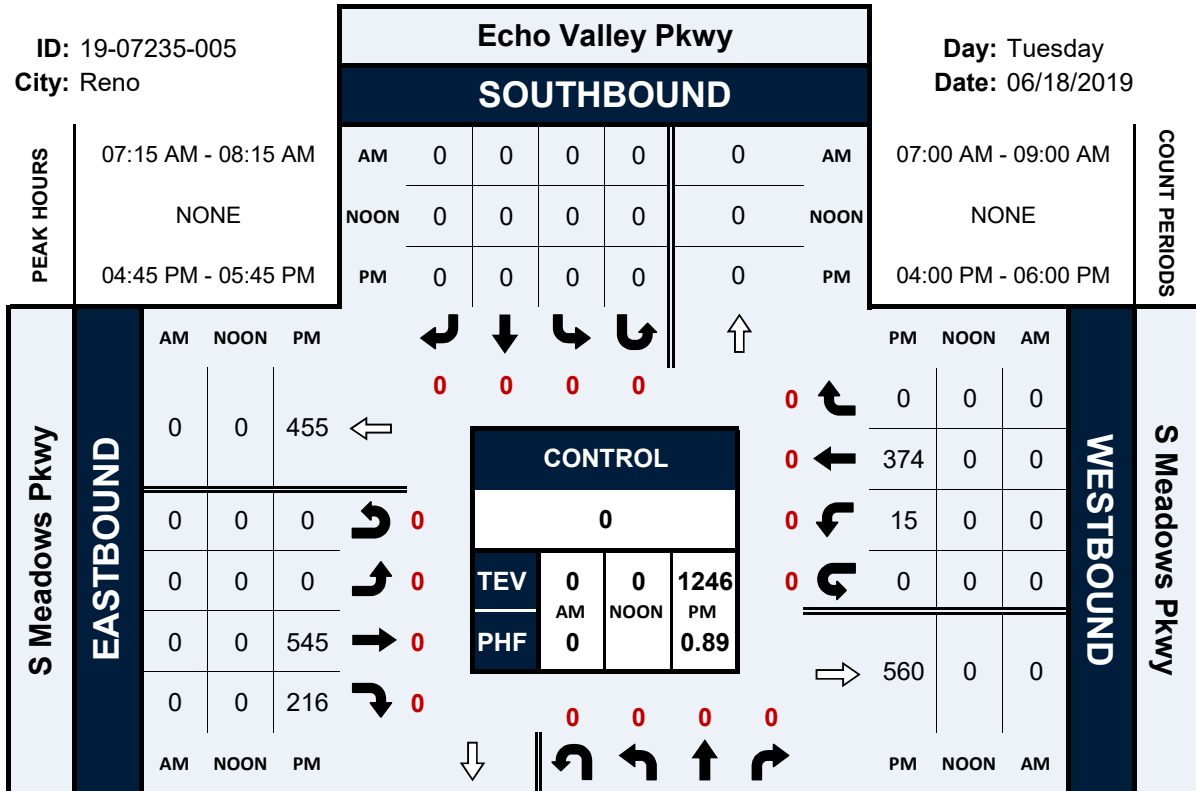 Echo Valley Pkwy
SOUTHBOUND
ID: 19-07235-005
City: Reno
Day: Tuesday
Date: 06/18/2019
PEAK HOURS
07:15 AM - 08:15 AM
NONE
04:45 PM - 05:45 PM
AM 0 0 0 0 0 AM
NOON 0 0 0 0 0 NOON
PM 0 0 0 0 0 PM
07:00 AM - 09:00 AM
NONE
04:00 PM - 06:00 PM
COUNT PERIODS
0 0 0 0
S Meadows Pkwy
EASTBOUND
AM NOON PM
0 0 455
0 0 0 0
0 0 0 0
0 0 545 0
0 0 216 0
AM NOON PM
CONTROL
0
TEV 0 0 1246
AM NOON PM
PHF 0 0.89
PM NOON AM
0 0 0 0
0 374 0 0
0 15 0 0
0 0 0 0
560 0 0
PM NOON AM
WESTBOUND
S Meadows Pkwy
0 0 0 0